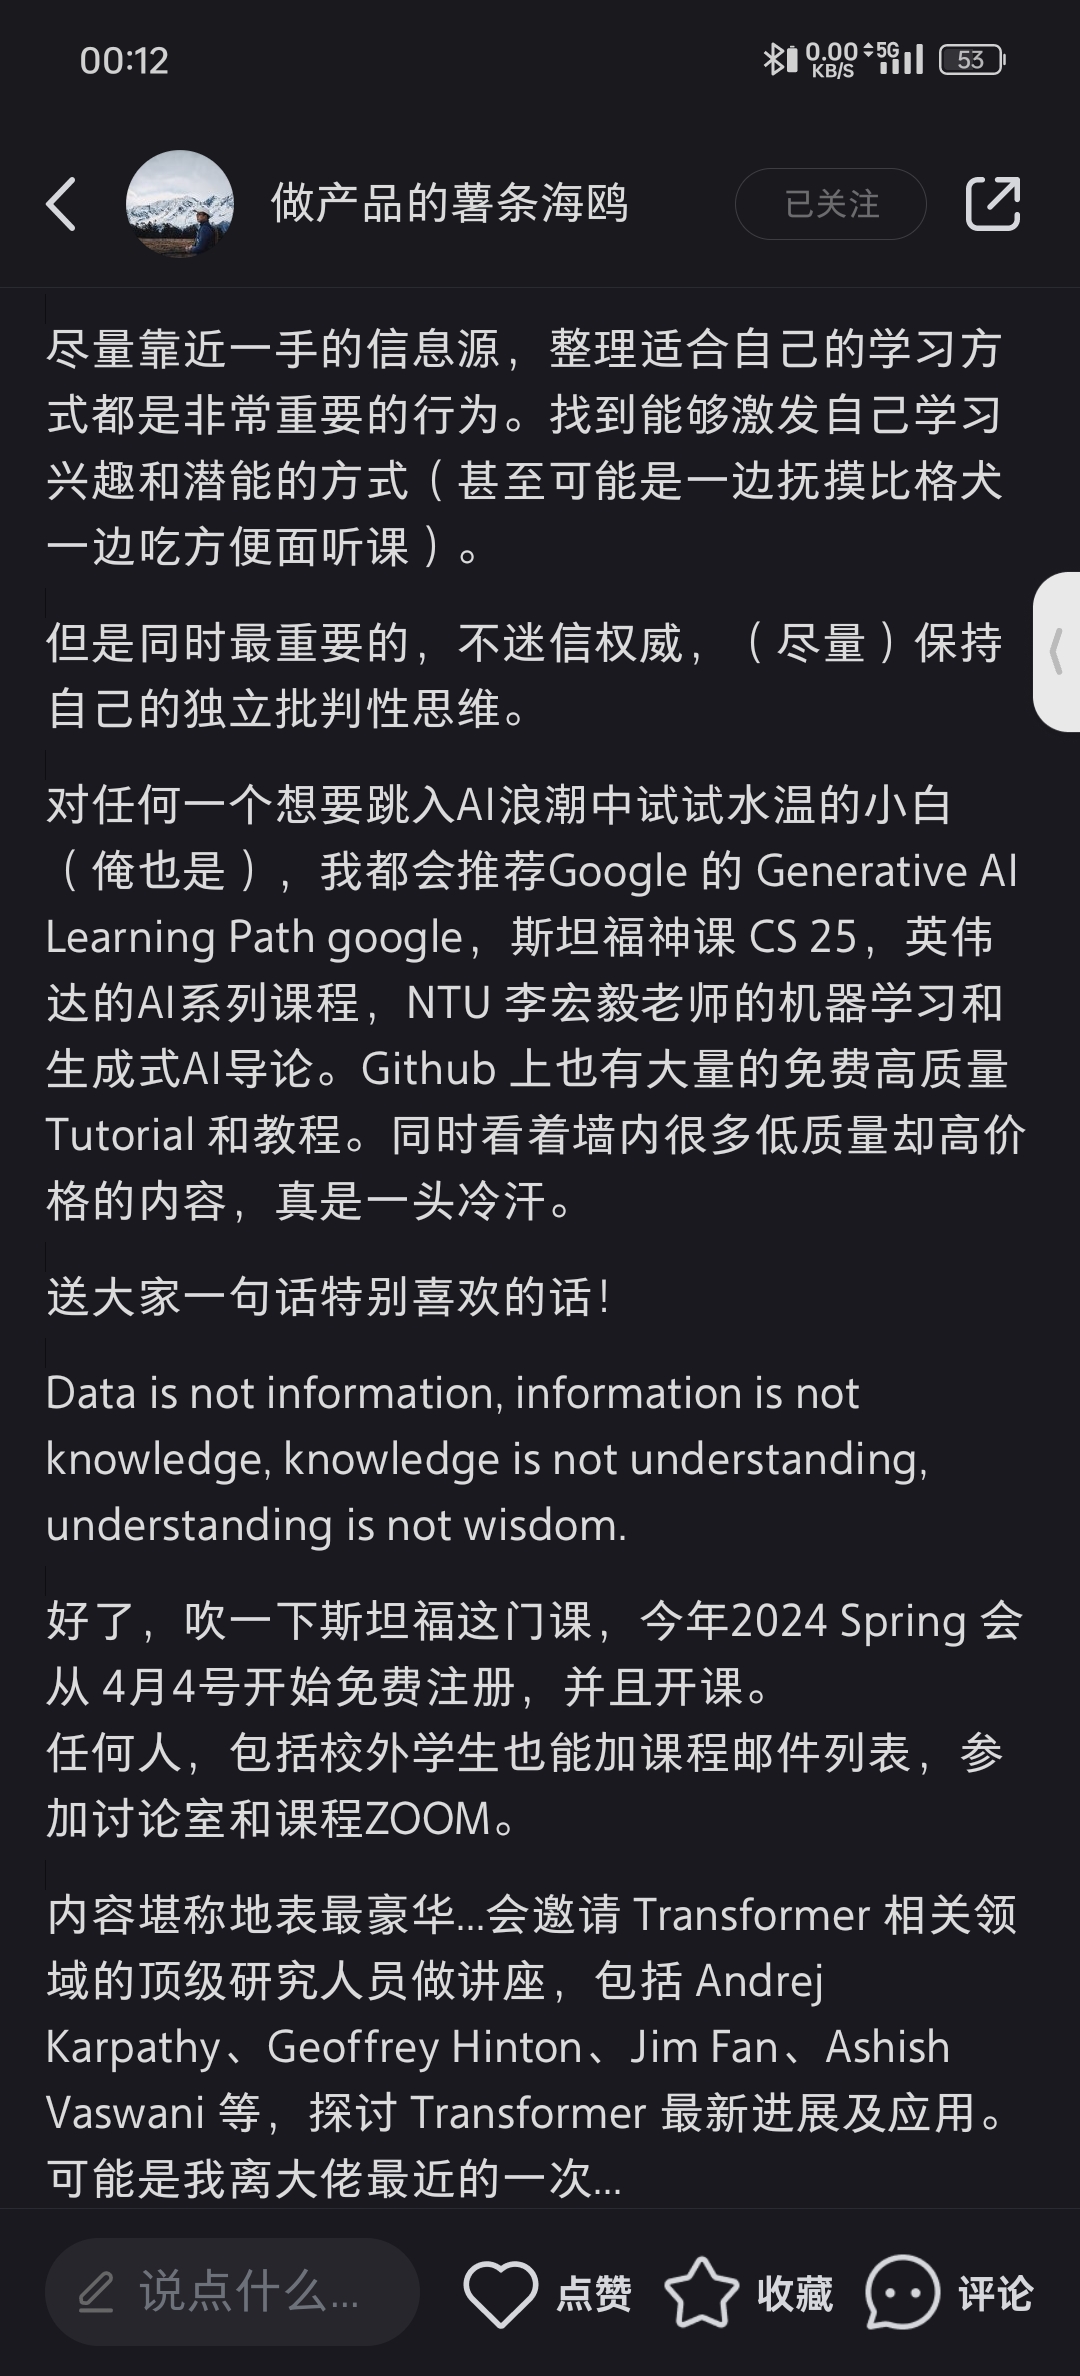 00:12
0.00
KB/S
5G
53
做产品的薯条海鸥
已关注
尽量靠近一手的信息源，整理适合自己的学习方
式都是非常重要的行为。找到能够激发自己学习
兴趣和潜能的方式（甚至可能是一边抚摸比格犬
一边吃方便面听课）。
但是同时最重要的，不迷信权威，（尽量）保持
自己的独立批判性思维。
对任何一个想要跳入AI浪潮中试试水温的小白
（俺也是），我都会推荐Google 的 Generative AI
Learning Path google，斯坦福神课 CS 25，英伟
达的AI系列课程，NTU 李宏毅老师的机器学习和
生成式AI导论。Github 上也有大量的免费高质量
Tutorial 和教程。同时看着墙内很多低质量却高价
格的内容，真是一头冷汗。
送大家一句话特别喜欢的话！
Data is not information, information is not
knowledge, knowledge is not understanding,
understanding is not wisdom.
好了，吹一下斯坦福这门课，今年2024 Spring 会
从 4月4号开始免费注册，并且开课。
任何人，包括校外学生也能加课程邮件列表，参
加讨论室和课程ZOOM。
内容堪称地表最豪华...会邀请 Transformer 相关领
域的顶级研究人员做讲座，包括 Andrej
Karpathy、Geoffrey Hinton、Jim Fan、Ashish
Vaswani 等，探讨 Transformer 最新进展及应用。
可能是我离大佬最近的一次...
说点什么...
点赞
收藏
评论